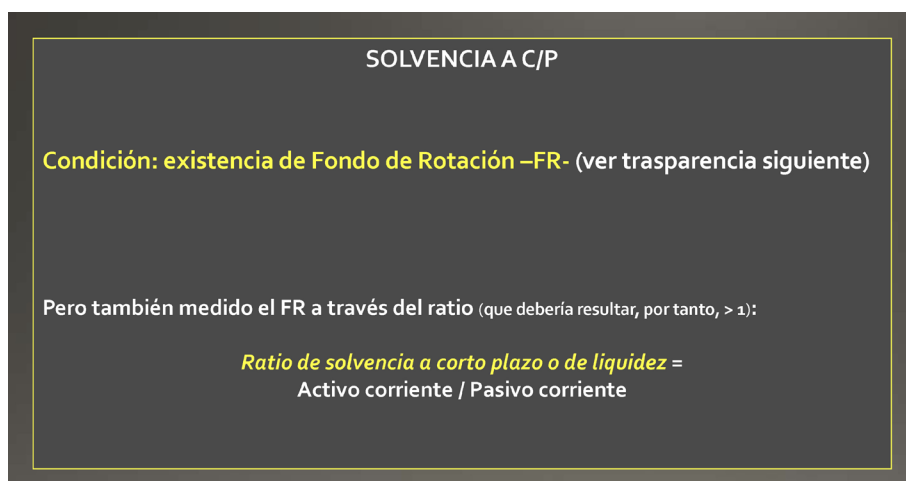 SOLVENCIA A C/P
Condición: existencia de Fondo de Rotación –FR- (ver trasparencia siguiente)
Pero también medido el FR a través del ratio (que debería resultar, por tanto, > 1):
Ratio de solvencia a corto plazo o de liquidez =
Activo corriente / Pasivo corriente